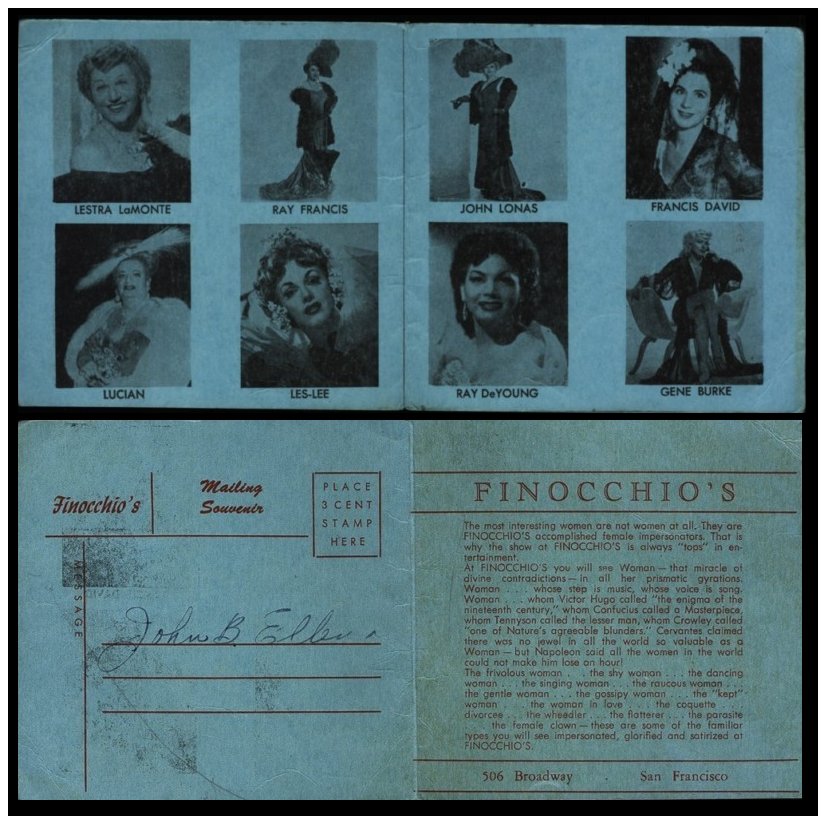 LESTRA LaMONTE
RAY FRANCIS
JOHN LONAS
FRANCIS DAVID
LUCIAN
LES-LEE
RAY DeYOUNG
GENE BURKE
Finocchio's
Mailing
Souvenir
PLACE
3 CENT
STAMP
HERE
MESSAGE
John B. Ellen
FINOCCHIO'S
The most interesting women are not women at all. They are
FINOCCHIO'S accomplished female impersonators. That is
why the show at FINOCCHIO'S is always "tops" in en-
tertainment.
At FINOCCHIO'S you will see Woman — that miracle of
divine contradictions — in all her prismatic gyrations.
Woman . . . whose step is music, whose voice is song.
Woman . . . whom Victor Hugo called "the enigma of the
nineteenth century," whom Confucius called a Masterpiece,
whom Tennyson called the lesser man, whom Crowley called
"one of Nature's agreeable blunders." Cervantes claimed
there was no jewel in all the world so valuable as a
Woman — but Napoleon said all the women in the world
could not make him lose an hour!
The frivolous woman . . the shy woman . . . the dancing
woman . . . the singing woman . . . the raucous woman . . .
the gentle woman . . . the gossipy woman . . . the "kept"
woman . . . the woman in love . . . the coquette . .
divorcee . . . the wheedler . . . the flatterer . . . the parasite
. . the female clown — these are some of the familiar
types you will see impersonated, glorified and satirized at
FINOCCHIO'S.
506 Broadway . San Francisco